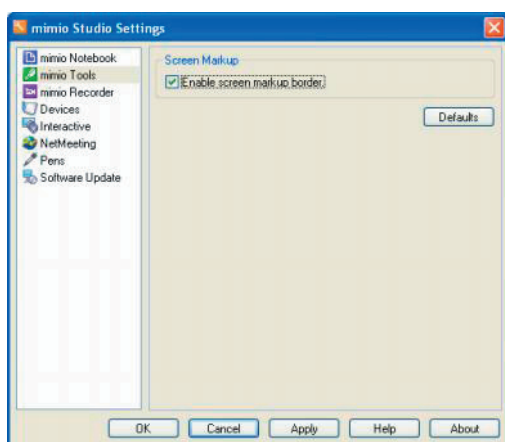 mimio Studio Settings
mimio Notebook
mimio Tools
mimio Recorder
Devices
Interactive
NetMeeting
Pens
Software Update
Screen Markup
Enable screen markup border.
Defaults
OK
Cancel
Apply
Help
About